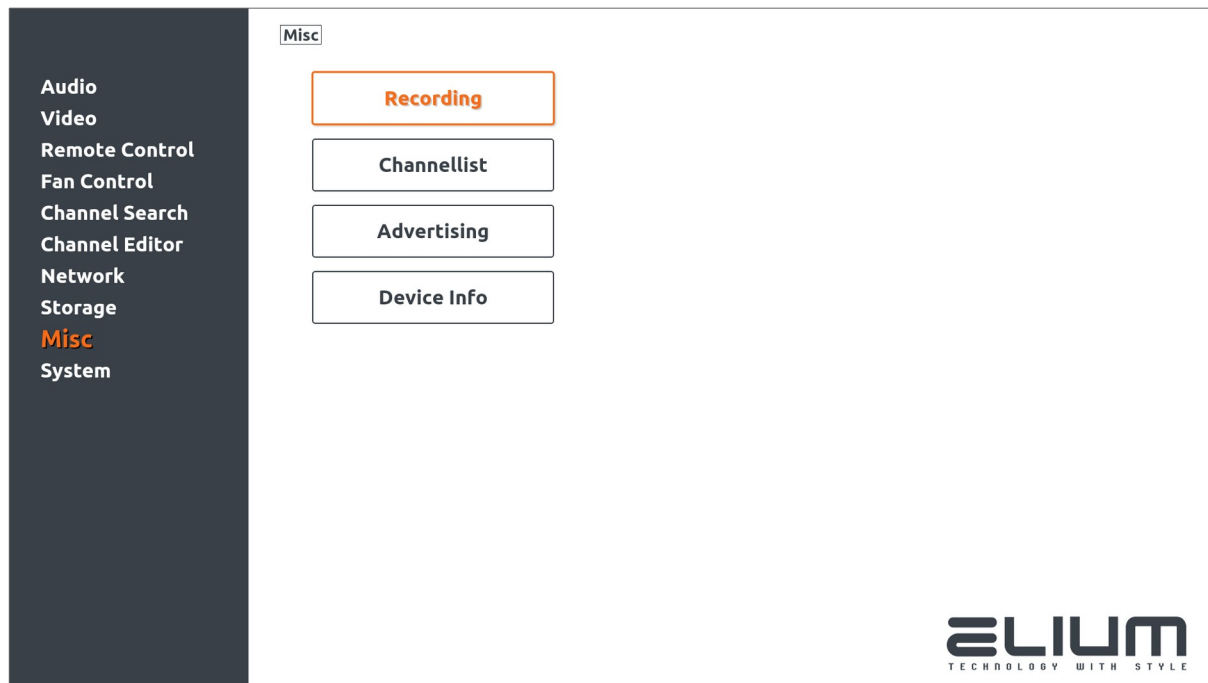 Misc
Audio
Video
Remote Control
Fan Control
Channel Search
Channel Editor
Network
Storage
Misc
System
Recording
Channellist
Advertising
Device Info
ELIUM
TECHNOLOGY WITH STYLE